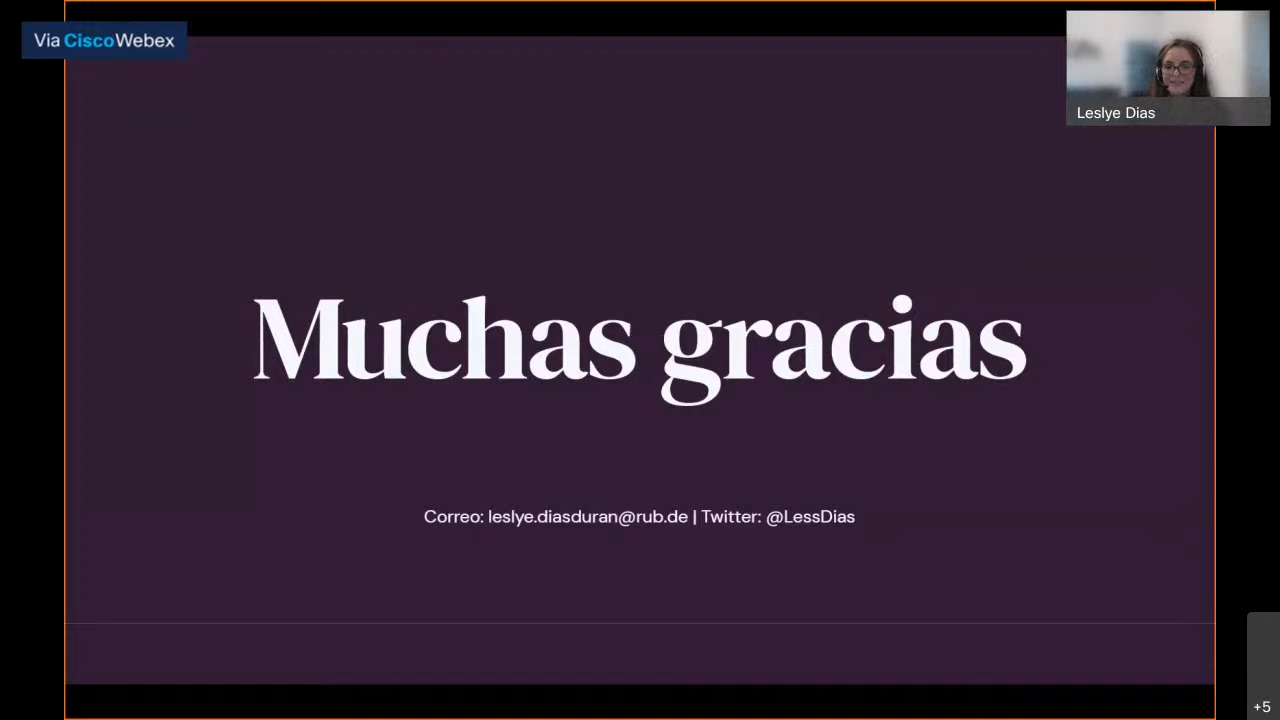 Via CiscoWebex
Leslye Dias
Muchas gracias
Correo: leslye.diasduran@rub.de | Twitter: @LessDias
+5